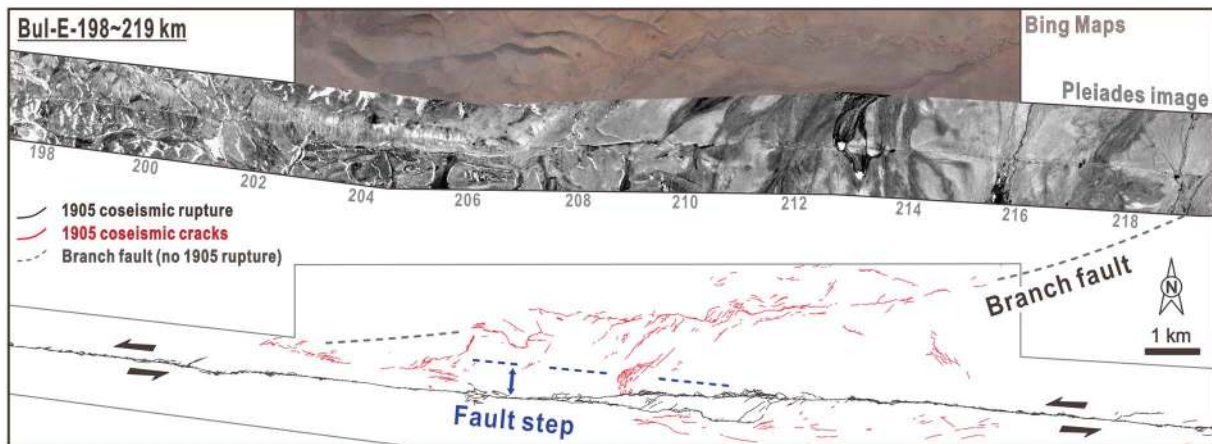 Bul-E-198~219 km
Bing Maps
Pleiades image
198
200
202
204
206
208
210
212
214
216
218
1905 coseismic rupture
1905 coseismic cracks
Branch fault (no 1905 rupture)
Branch fault
N
1 km
Fault step